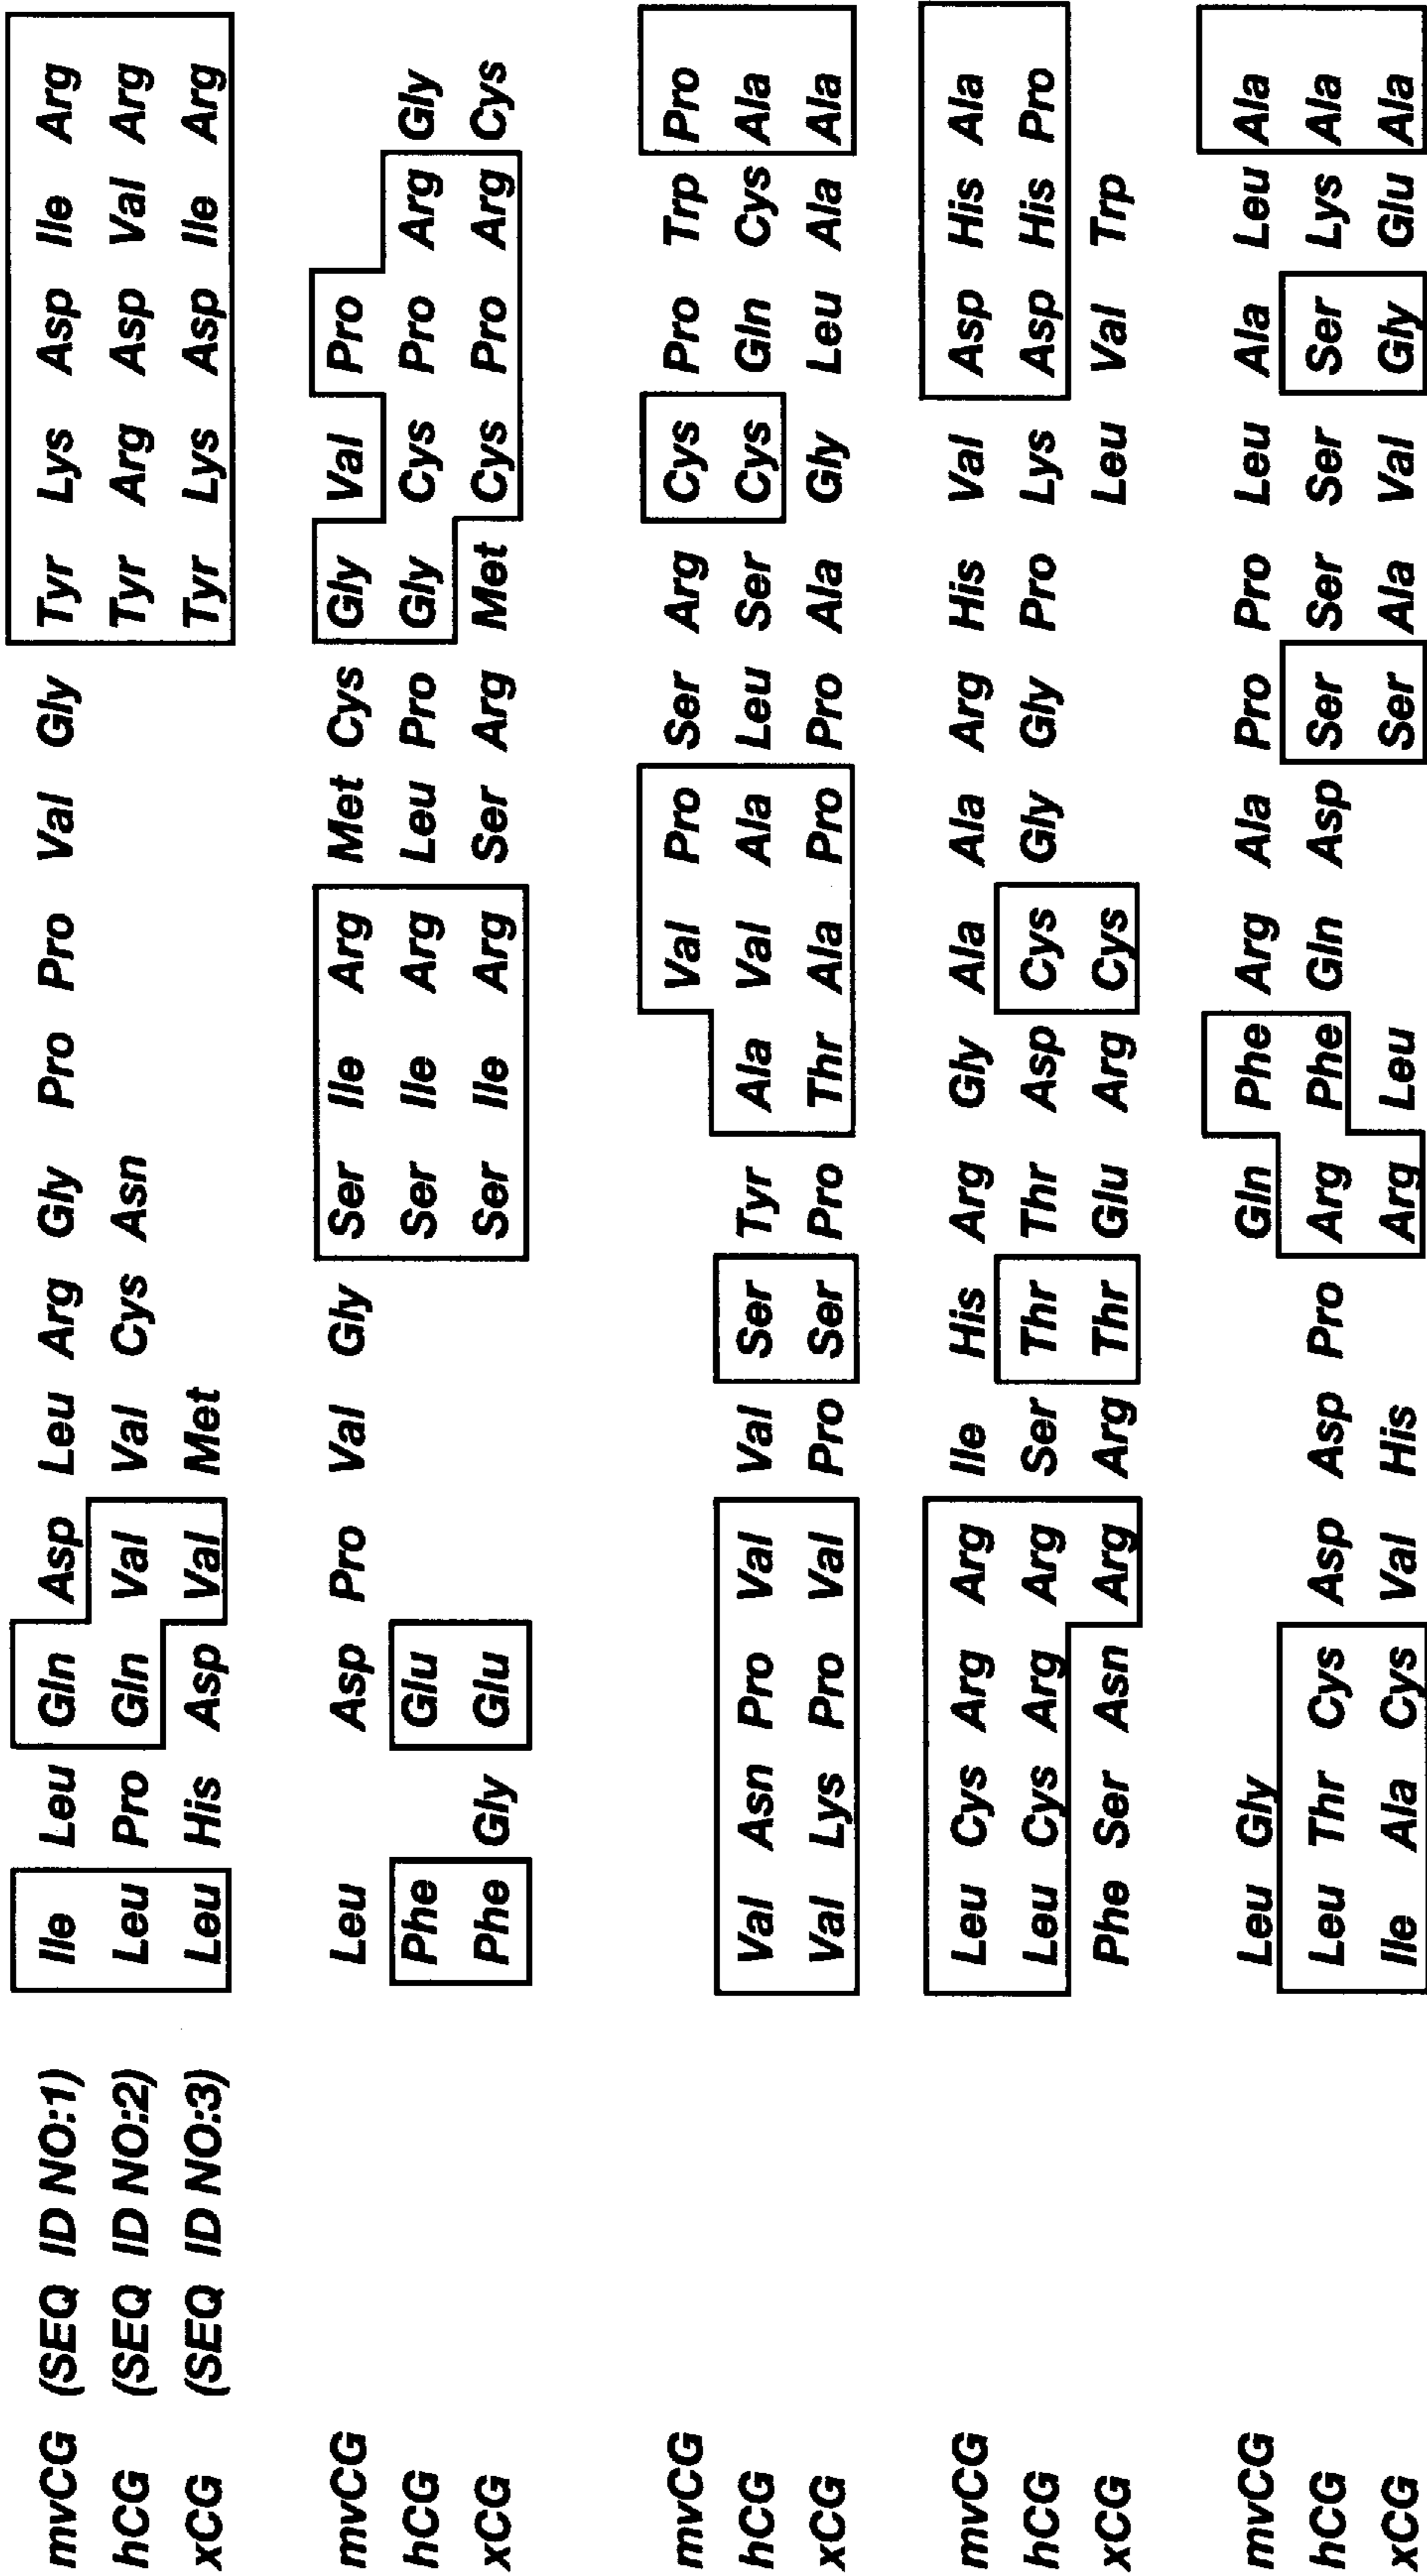 mvCG (SEQ ID NO:1) Ile Leu Gln Asp Leu Arg Gly Pro Pro Val Gly Tyr Lys Asp Ile Arg
hCG (SEQ ID NO:2) Leu Pro Gln Val Val Cys Asn Tyr Arg Asp Val Arg
xCG (SEQ ID NO:3) Leu His Asp Val Met Tyr Lys Asp Ile Arg
mvCG Leu Asp Pro Val Gly Ser Ile Arg Met Cys Gly Val Pro
hCG Phe Glu Ser Ile Arg Leu Pro Gly Cys Pro Arg Gly
xCG Phe Gly Glu Ser Ile Arg Ser Arg Met Cys Pro Arg Cys
mvCG Val Pro Ser Arg Cys Pro Trp Pro
hCG Val Asn Pro Val Val Ser Tyr Ala Val Ala Leu Ser Cys Gln Cys Ala
xCG Val Lys Pro Val Pro Ser Pro Thr Ala Pro Pro Ala Gly Leu Ala Ala
mvCG Leu Cys Arg Arg Ile His Arg Gly Ala Ala Arg His Val Asp His Ala
hCG Leu Cys Arg Arg Ser Thr Thr Asp Cys Gly Gly Pro Lys Asp His Pro
xCG Phe Ser Asn Arg Arg Thr Glu Arg Cys Leu Val Trp
mvCG Leu Gly Gln Phe Arg Ala Pro Pro Leu Ala Leu Ala
hCG Leu Thr Cys Asp Asp Pro Arg Phe Gln Asp Ser Ser Ser Ser Lys Ala
xCG Ile Ala Cys Val His Arg Leu Ser Ala Val Gly Glu Ala